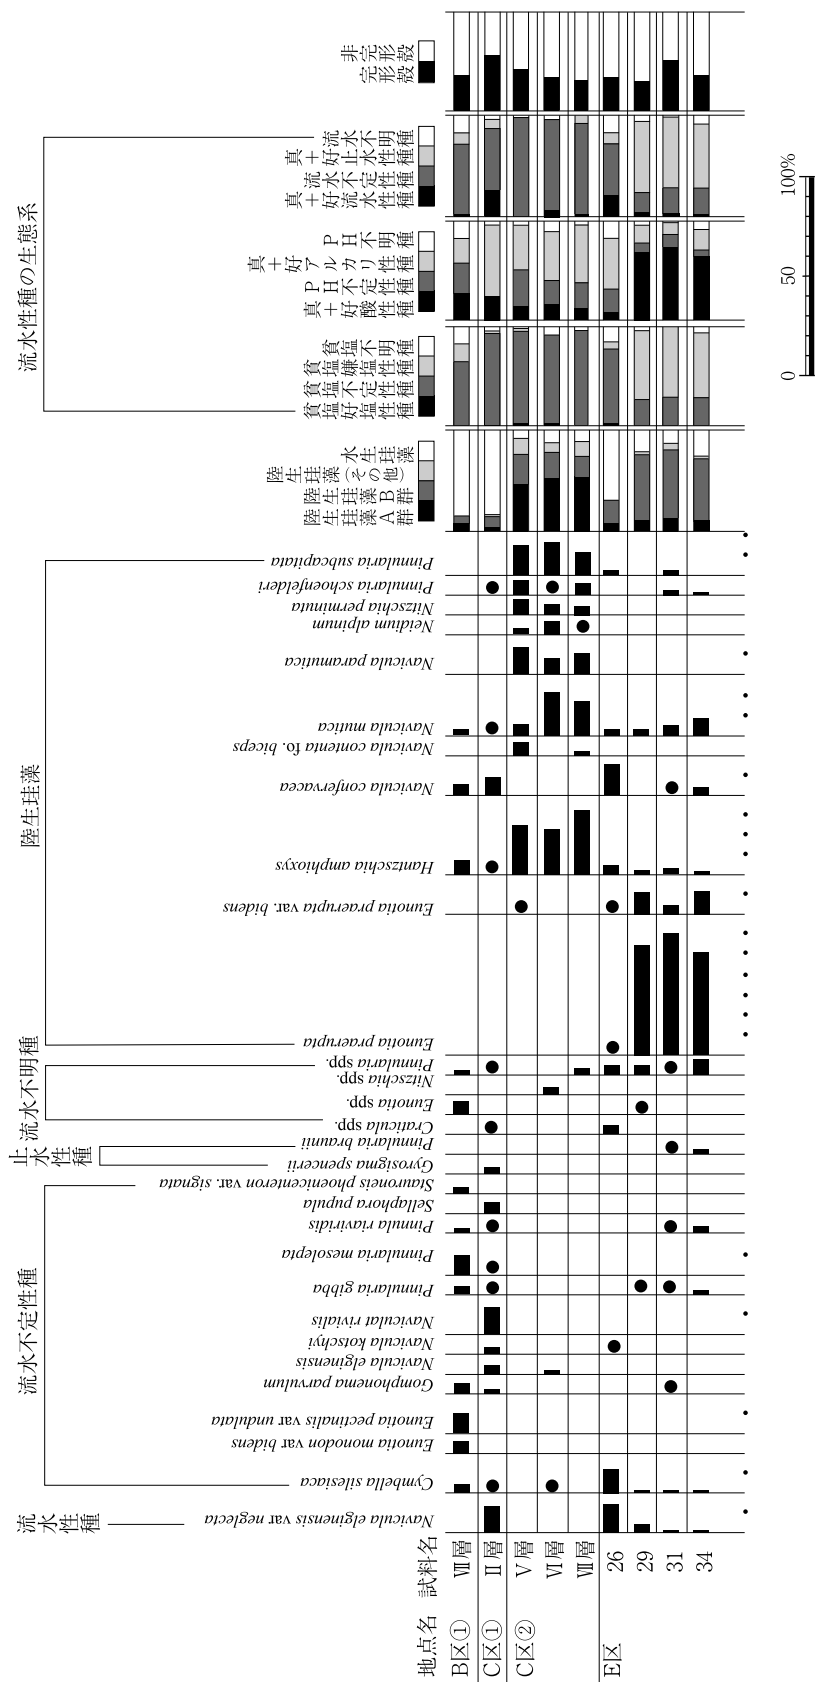 地点名
試料名
B区①
Ⅶ層
C区①
Ⅱ層
C区②
Ⅴ層
Ⅵ層
Ⅶ層
E区
26
29
31
34
流水性種
Navicula elginensis var neglecta
流水不定性種
Cymbella silesiaca
Eunotia monodon var bidens
Eunotia pectinalis var undulata
Gomphonema parvulum
Navicula elginensis
Navicula kotschyi
Naviculat rivialis
Pinnularia gibba
Pinnularia mesolepta
Pinnula riaviridis
Sellaphora pupula
Stauroneis phoenicenteron var. signata
止水性種
Gyrosigma spencerii
Pinnularia braunii
流水不明種
Craticula spp.
Eunotia spp.
Nitzschia spp.
Pinnularia spp.
陸生珪藻
Eunotia praerupta
Eunotia praerupta var. bidens
Hantzschia amphioxys
Navicula confervacea
Navicula contenta fo. biceps
Navicula mutica
Navicula paramutica
Neidium alpinum
Nitzschia perminuta
Pinnularia schoenfelderi
Pinnularia subcapitata
陸生珪藻A群
陸生珪藻B群
陸生珪藻(その他)
水生珪藻
流水性種の生態系
貧塩好塩性種
貧塩不定性種
貧塩嫌塩性種
貧塩不明種
真+好酸性種
PH不定性種
真+好アルカリ性種
PH不明種
真+好流水性種
流水不定性種
真+好止水性種
流水不明種
完形殻
非完形殻
0
50
100%